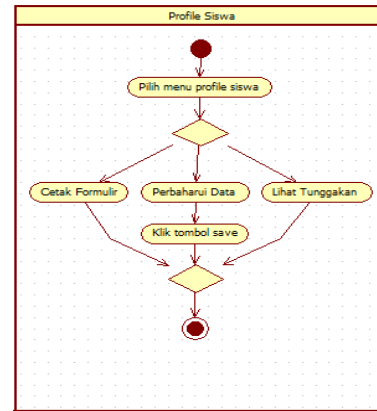 Profile Siswa
Pilih menu profile siswa
Cetak Formulir
Perbaharui Data
Lihat Tunggakan
Klik tombol save